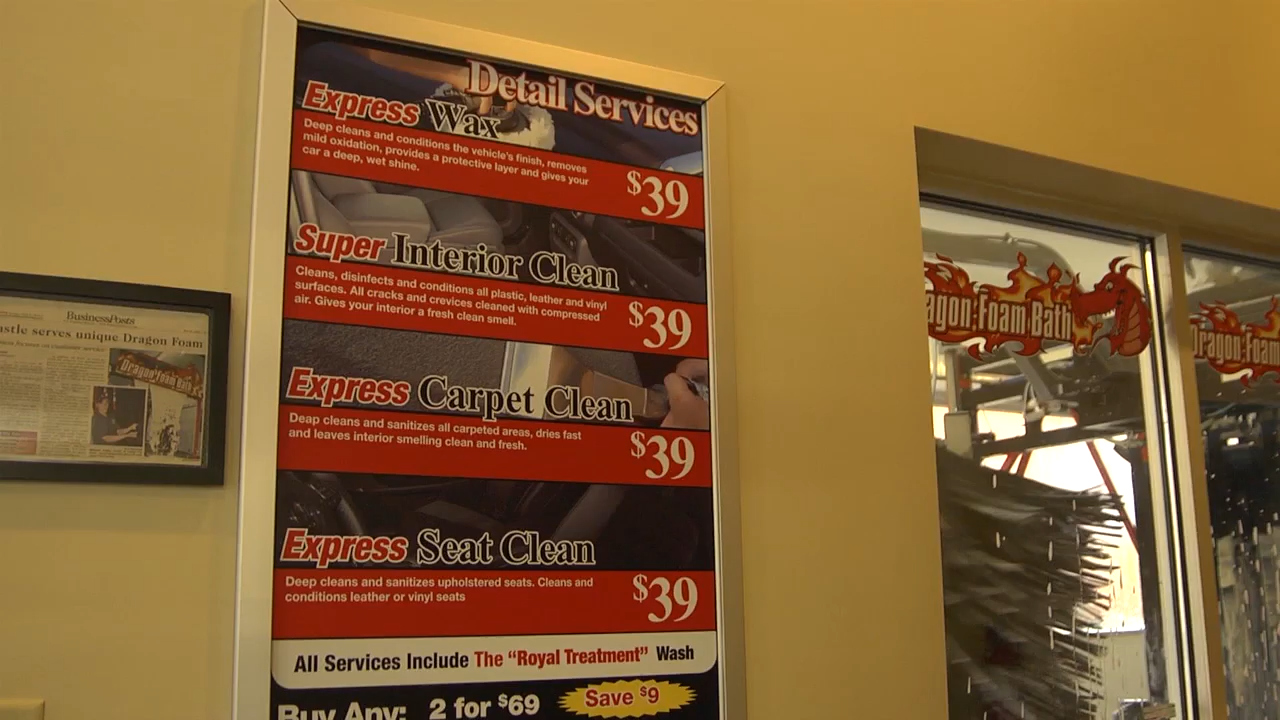 Detail Services
Express Wax
Deep cleans and conditions the vehicle's finish, removes
mild oxidation, provides a protective layer and gives your
car a deep, wet shine.
$39
Super Interior Clean
Cleans, disinfects and conditions all plastic, leather and vinyl
surfaces. All cracks and crevices cleaned with compressed
air. Gives your interior a fresh clean smell.
$39
Express Carpet Clean
Deap cleans and sanitizes all carpeted areas, dries fast
and leaves interior smelling clean and fresh.
$39
Express Seat Clean
Deep cleans and sanitizes upholstered seats. Cleans and
conditions leather or vinyl seats
$39
All Services Include The "Royal Treatment" Wash
Buy Any: 2 for $69 Save $9
BusinessPosts
astle serves unique Dragon Foam
Dragon Foam Bath
agon Foam Bath
Dragon Foam